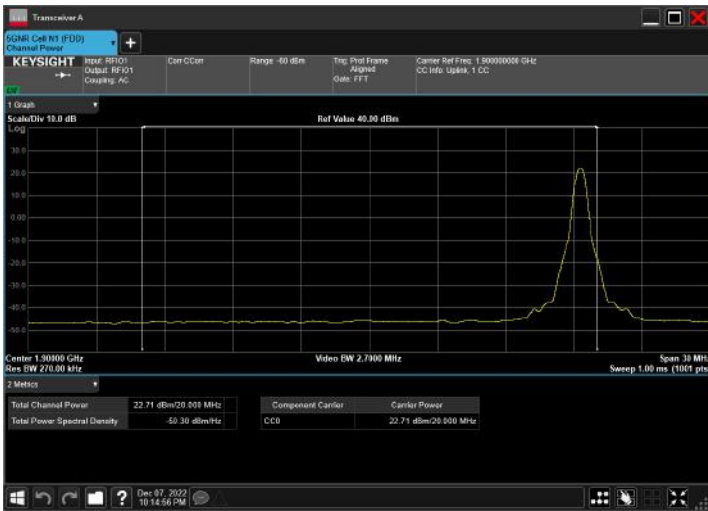 Transceiver A
5GNR Cell N1 (FDD)
Channel Power
KEYSIGHT
Input: RFIO1
Output: RFIO1
Coupling: AC
Corr CCorr
Range -60 dBm
Trig: Prot Frame
Aligned
Gate: FFT
Carrier Ref Freq: 1.900000000 GHz
CC Info: Uplink, 1 CC
1 Graph
Scale/Div 10.0 dB
Ref Value 40.00 dBm
Log
30.0
20.0
10.0
0.00
-10.0
-20.0
-30.0
-40.0
-50.0
Center 1.90000 GHz
Video BW 2.7000 MHz
Span 30 MHz
Res BW 270.00 kHz
Sweep 1.00 ms (1001 pts
2 Metrics
Total Channel Power 22.71 dBm/20.000 MHz
Total Power Spectral Density -50.30 dBm/Hz
Component Carrier Carrier Power
CC0 22.71 dBm/20.000 MHz
Dec 07, 2022
10:14:56 PM